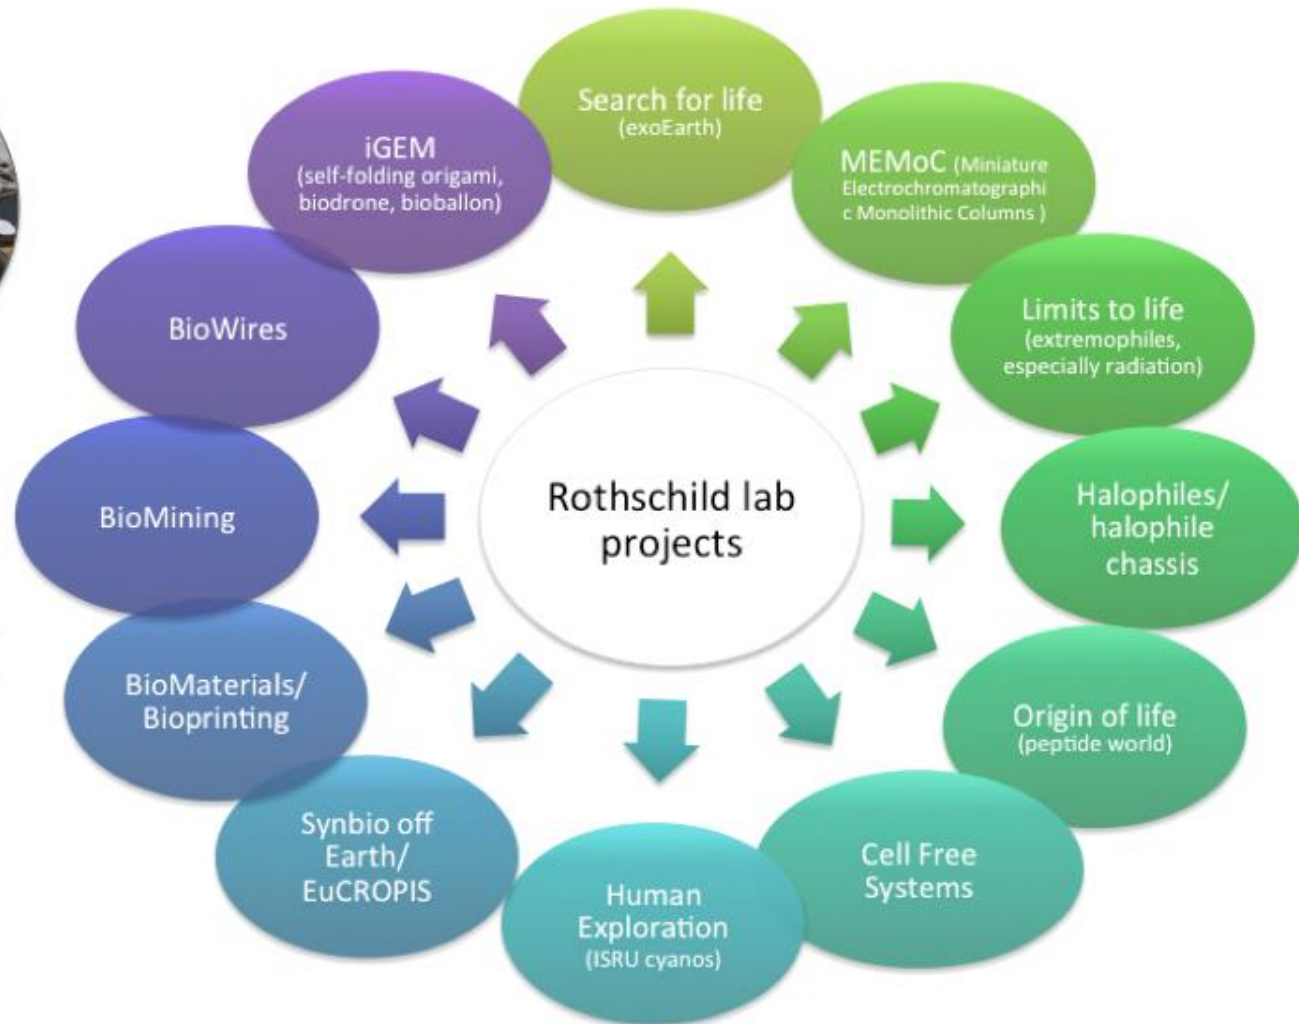 Rothschild lab
projects
Search for life
(exoEarth)
MEMoC (Miniature
Electrochromatographi
c Monolithic Columns )
Limits to life
(extremophiles,
especially radiation)
Halophiles/
halophile
chassis
Origin of life
(peptide world)
Cell Free
Systems
Human
Exploration
(ISRU cyanos)
Synbio off
Earth/
EuCROPIS
BioMaterials/
Bioprinting
BioMining
BioWires
iGEM
(self-folding origami,
biodrone, bioballon)